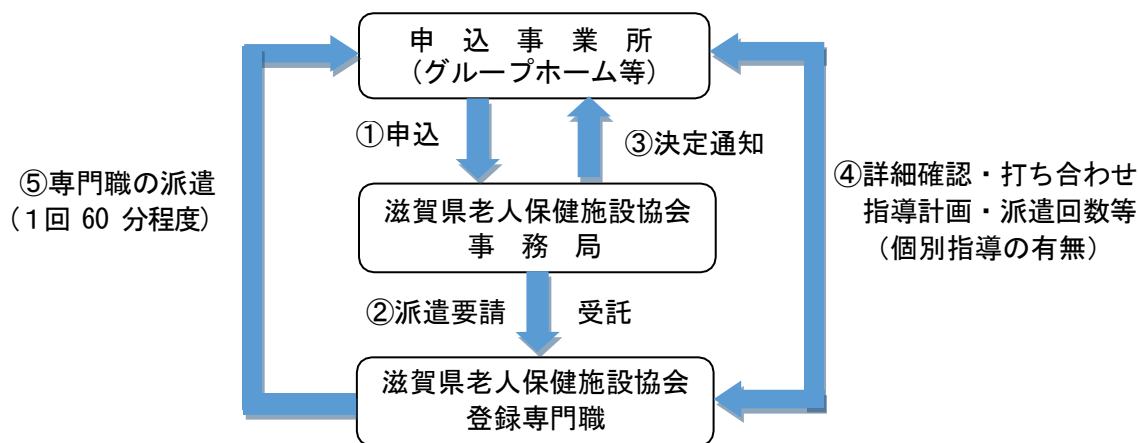 申 込 事 業 所
（グループホーム等）
①申込
③決定通知
⑤専門職の派遣
（１回 60 分程度）
④詳細確認・打ち合わせ
指導計画・派遣回数等
（個別指導の有無）
滋賀県老人保健施設協会
事 務 局
②派遣要請 受託
滋賀県老人保健施設協会
登録専門職